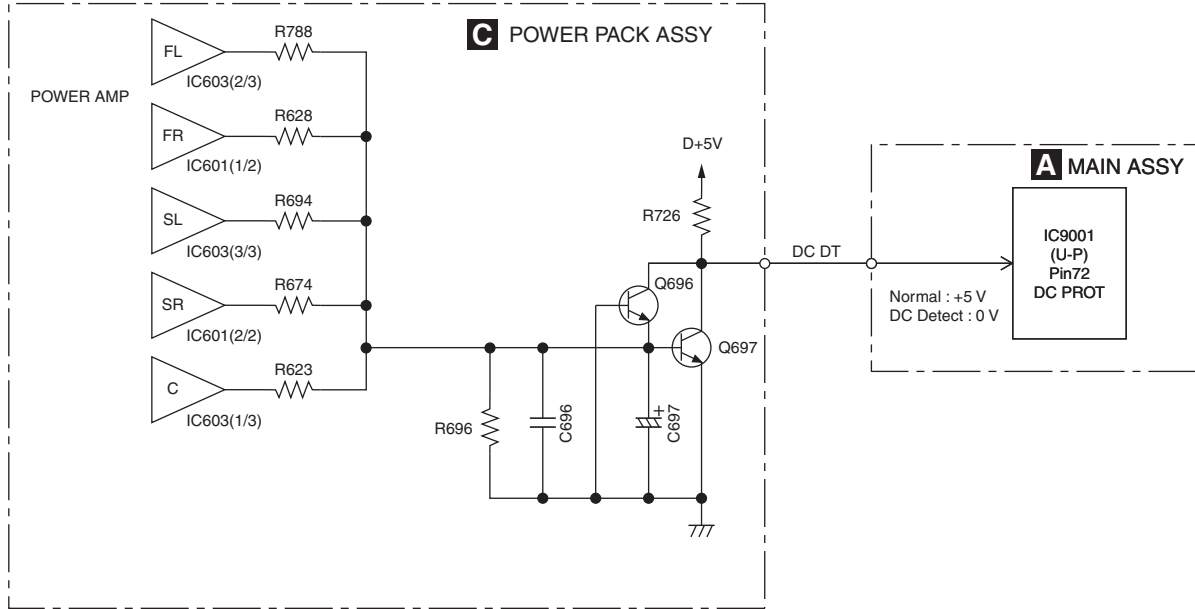 C POWER PACK ASSY
POWER AMP
FL
R788
IC603(2/3)
FR
R628
IC601(1/2)
SL
R694
IC603(3/3)
SR
R674
IC601(2/2)
C
R623
IC603(1/3)
R696
C696
C697
+
Q696
Q697
D+5V
R726
DC DT
A MAIN ASSY
IC9001
(U-P)
Pin72
DC PROT
Normal : +5 V
DC Detect : 0 V